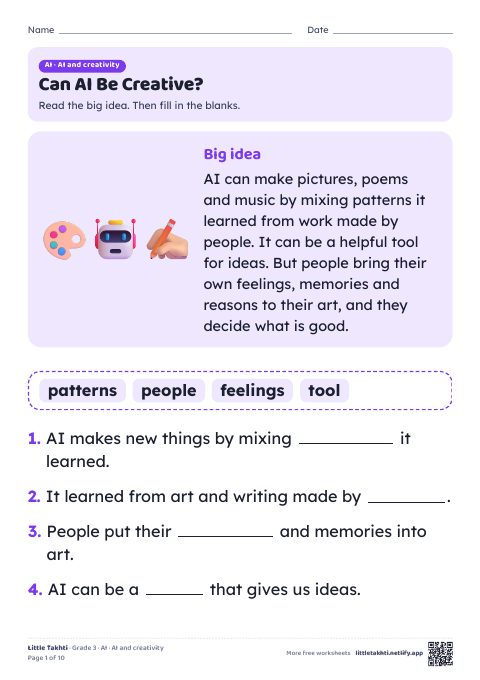 Name Date
AI · AI and creativity
Can AI Be Creative?
Read the big idea. Then fill in the blanks.
Big idea
AI can make pictures, poems
and music by mixing patterns it
learned from work made by
people. It can be a helpful tool
for ideas. But people bring their
own feelings, memories and
reasons to their art, and they
decide what is good.
patterns people feelings tool
1. AI makes new things by mixing __________ it
learned.
2. It learned from art and writing made by ________.
3. People put their __________ and memories into
art.
4. AI can be a ______ that gives us ideas.
Little Takhti · Grade 3 · AI · AI and creativity
Page 1 of 10
More free worksheets · littletakhti.netlify.app